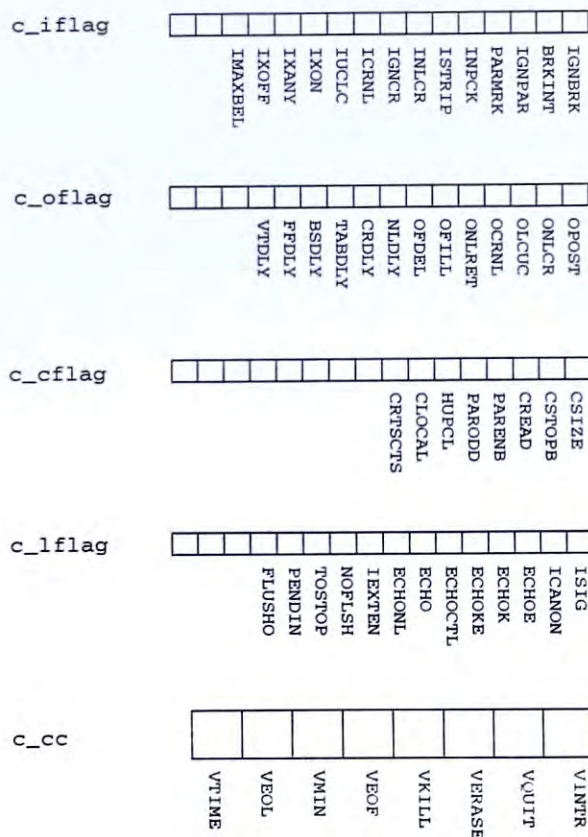 c_iflag
IMAXBEL
IXOFF
IXANY
IXON
IUCLC
ICRNL
IGNCR
INLCR
ISTRIP
INPCK
PARMRK
IGNPAR
BRKINT
IGNBRK
c_oflag
VTDLY
FFDLY
BSDLY
TABDLY
CRDLY
NLDLY
OFDEL
OFILL
ONLRET
OCRNL
OLCUC
ONLCR
OPOST
c_cflag
CRTSCTS
CLOCAL
HUPCL
PARODD
PARENB
CREAD
CSTOPB
CSIZE
c_lflag
FLUSHO
PENDIN
TOSTOP
NOFLSH
IEXTEN
ECHONL
ECHO
ECHOCTL
ECHOKE
ECHOK
ECHOE
ICANON
ISIG
c_cc
VTIME
VEOL
VMIN
VEOF
VKILL
VERASE
VQUIT
VINTR